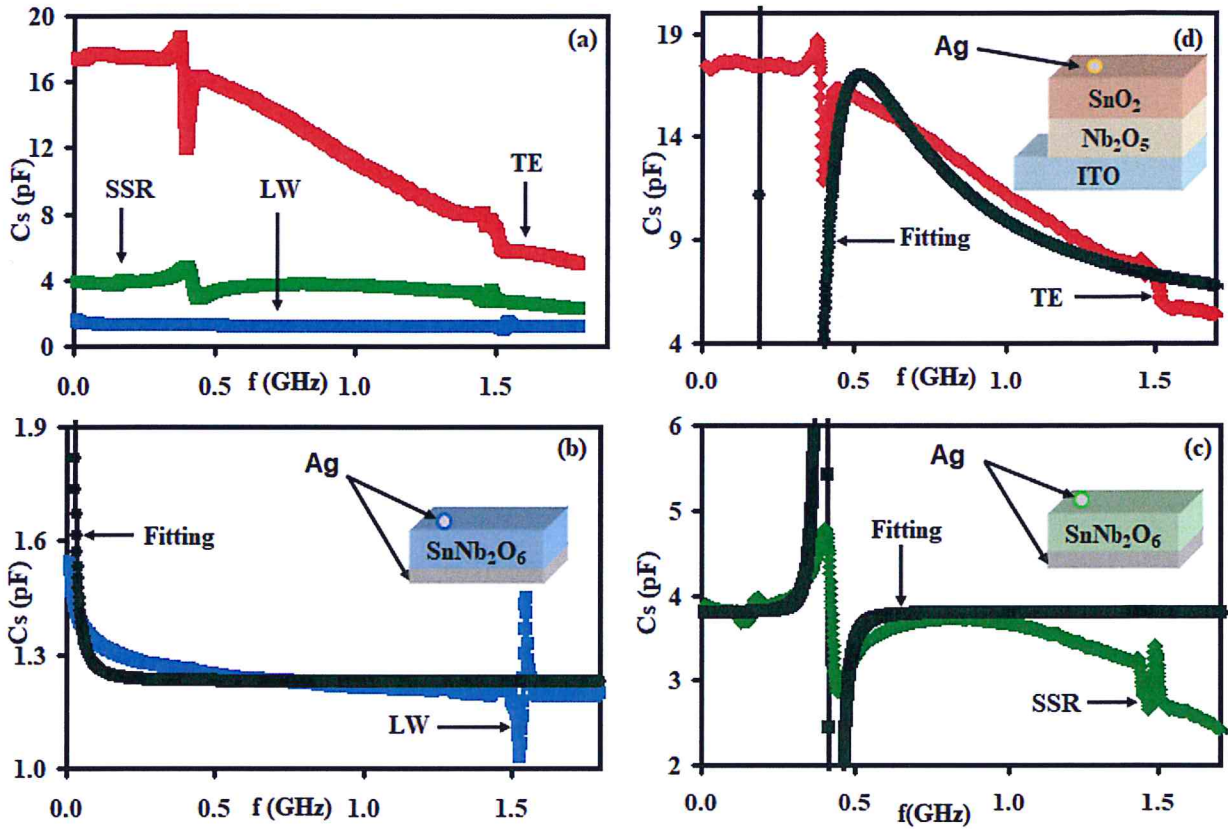 (a)
20
16
12
8
4
0
Cs (pF)
SSR
LW
TE
0.0
0.5
f (GHz)
1.0
1.5
(d)
19
14
9
4
Cs (pF)
Ag
SnO2
Nb2O5
ITO
Fitting
TE
0.0
0.5
f(GHz)
1.0
1.5
(b)
1.9
1.6
1.3
1.0
Cs (pF)
Ag
SnNb2O6
Fitting
LW
0.0
0.5
f (GHz)
1.0
1.5
(c)
6
5
4
3
2
Cs (pF)
Ag
SnNb2O6
Fitting
SSR
0.0
0.5
f(GHz)
1.0
1.5